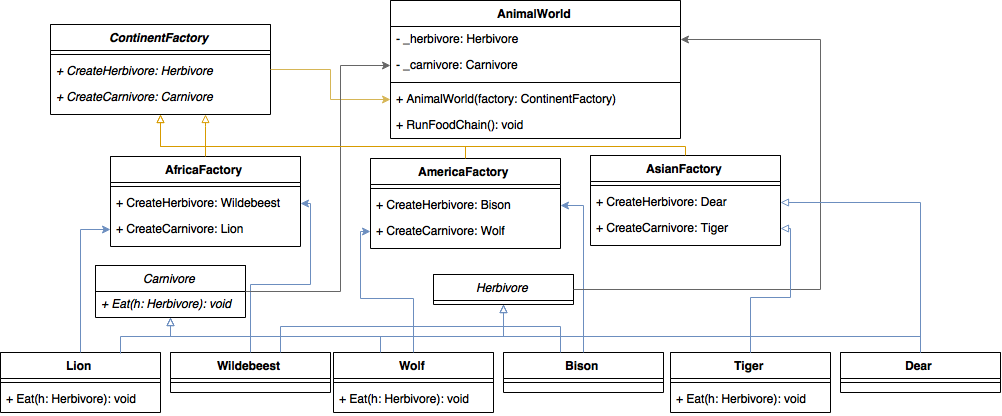 ContinentFactory
+ CreateHerbivore: Herbivore
+ CreateCarnivore: Carnivore
AnimalWorld
- _herbivore: Herbivore
- _carnivore: Carnivore
+ AnimalWorld(factory: ContinentFactory)
+ RunFoodChain(): void
AfricaFactory
+ CreateHerbivore: Wildebeest
+ CreateCarnivore: Lion
AmericaFactory
+ CreateHerbivore: Bison
+ CreateCarnivore: Wolf
AsianFactory
+ CreateHerbivore: Dear
+ CreateCarnivore: Tiger
Carnivore
+ Eat(h: Herbivore): void
Herbivore
Lion
+ Eat(h: Herbivore): void
Wildebeest
Wolf
+ Eat(h: Herbivore): void
Bison
Tiger
+ Eat(h: Herbivore): void
Dear